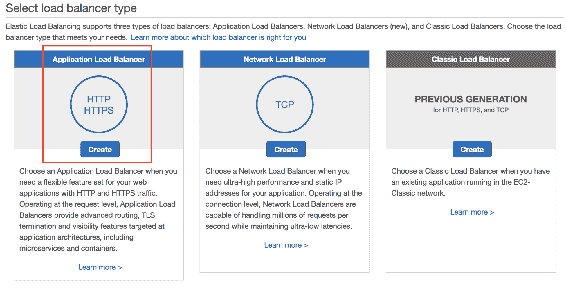 Select load balancer type
Elastic Load Balancing supports three types of load balancers: Application Load Balancers, Network Load Balancers (new), and Classic Load Balancers. Choose the load
balancer type that meets your needs. Learn more about which load balancer is right for you
Application Load Balancer
HTTP
HTTPS
Create
Choose an Application Load Balancer when you
need a flexible feature set for your web
applications with HTTP and HTTPS traffic.
Operating at the request level, Application Load
Balancers provide advanced routing, TLS
termination and visibility features targeted at
application architectures, including
microservices and containers.
Learn more >
Network Load Balancer
TCP
Create
Choose a Network Load Balancer when you
need ultra-high performance and static IP
addresses for your application. Operating at the
connection level, Network Load Balancers are
capable of handling millions of requests per
second while maintaining ultra-low latencies.
Learn more >
Classic Load Balancer
PREVIOUS GENERATION
for HTTP, HTTPS, and TCP
Create
Choose a Classic Load Balancer when you have
an existing application running in the EC2-
Classic network.
Learn more >